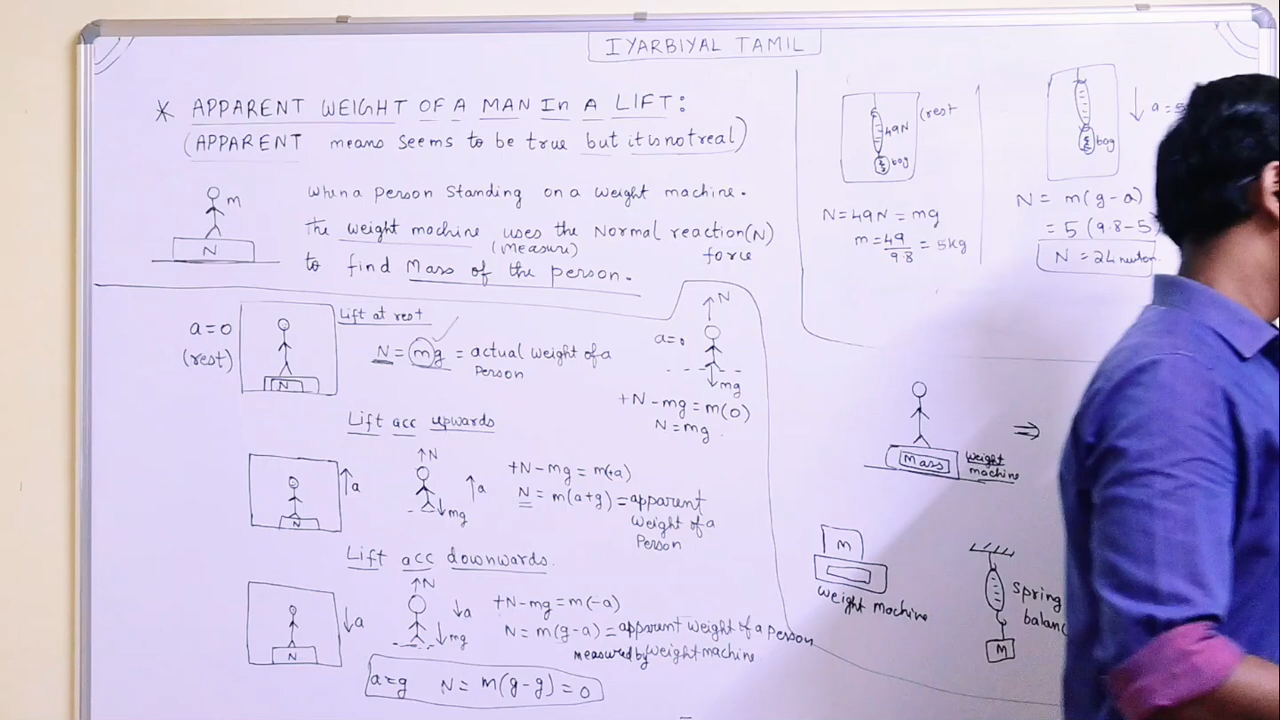 IYARBIYAL TAMIL
* APPARENT WEIGHT OF A MAN In A LIFT:
(APPARENT means seems to be true but it is not real)
m
N
When a person standing on a weight machine.
The weight machine uses the Normal reaction(N)
(measure) force
to find Mass of the person.
a=0
(rest)
N
Lift at rest
N = mg = actual weight of a
Person
N
a=0
mg
+N-mg = m(0)
N = mg
Lift acc upwards
a
N
N
a
mg
+N-mg = m(+a)
N = m(a+g) = apparent
Weight of a
Person
Lift acc downwards.
a
N
N
a
mg
+N-mg = m(-a)
N = m(g-a) = apparent weight of a person
measured by weight machine
a=g N = m(g-g) = 0
49N
bag
(rest
N = 49N = mg
m = 49/9.8 = 5kg
bag
a =
N = m(g-a)
= 5(9.8-5
N = 24 neuton
Mass
weight
machine
⇒
M
Weight machine
Spring
balanc
M